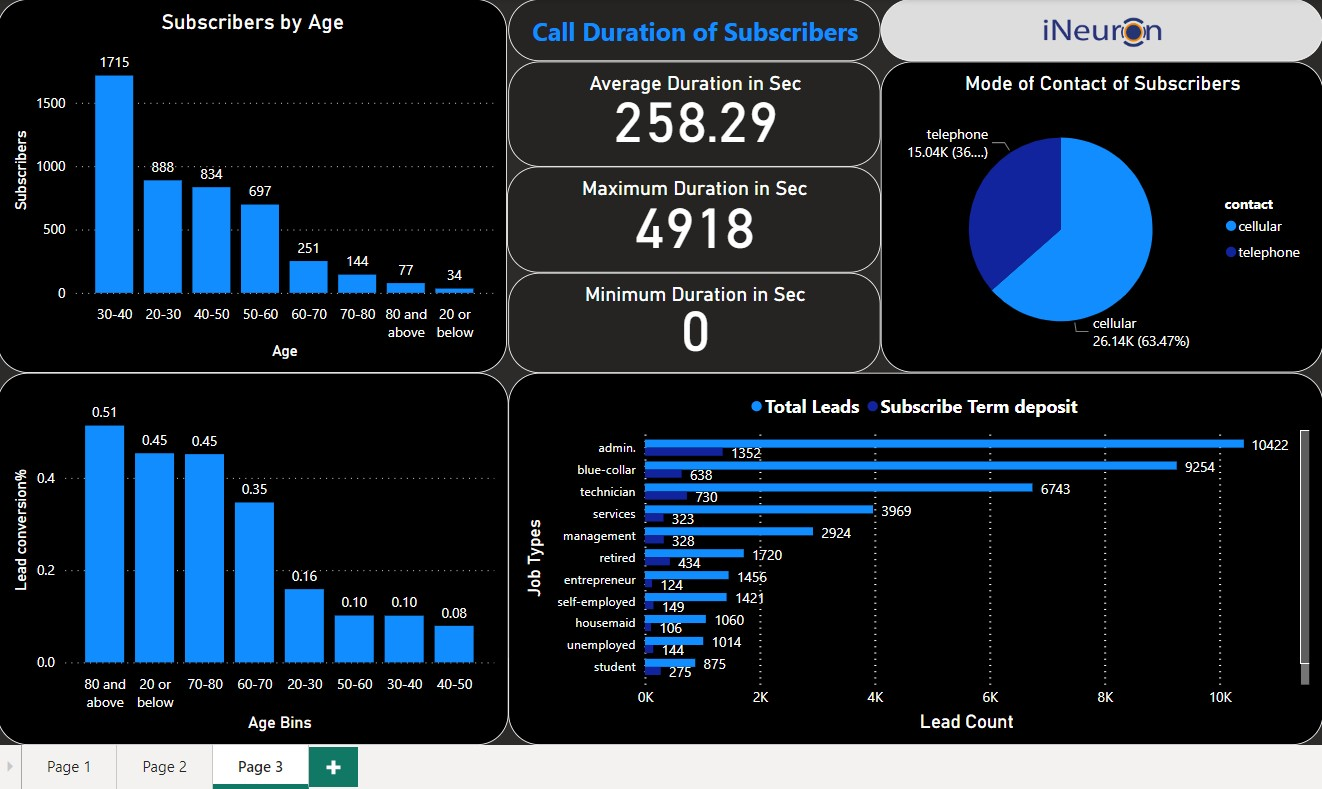 Subscribers by Age
Subscribers
1500
1000
500
0
1715
888
834
697
251
144
77
34
30-40 20-30 40-50 50-60 60-70 70-80 80 and above 20 or below
Age
Call Duration of Subscribers
Average Duration in Sec
258.29
Maximum Duration in Sec
4918
Minimum Duration in Sec
0
iNeuron
Mode of Contact of Subscribers
telephone
15.04K (36....)
cellular
26.14K (63.47%)
contact
cellular
telephone
Lead conversion%
0.4
0.2
0.0
0.51
0.45
0.45
0.35
0.16
0.10
0.10
0.08
80 and above 20 or below 70-80 60-70 20-30 50-60 30-40 40-50
Age Bins
Total Leads Subscribe Term deposit
Job Types
admin. 10422
1352
blue-collar 9254
638
technician 6743
730
services 3969
323
management 2924
328
retired 1720
434
entrepreneur 1456
124
self-employed 1421
149
housemaid 1060
106
unemployed 1014
144
student 875
275
0K 2K 4K 6K 8K 10K
Lead Count
Page 1 Page 2 Page 3 +